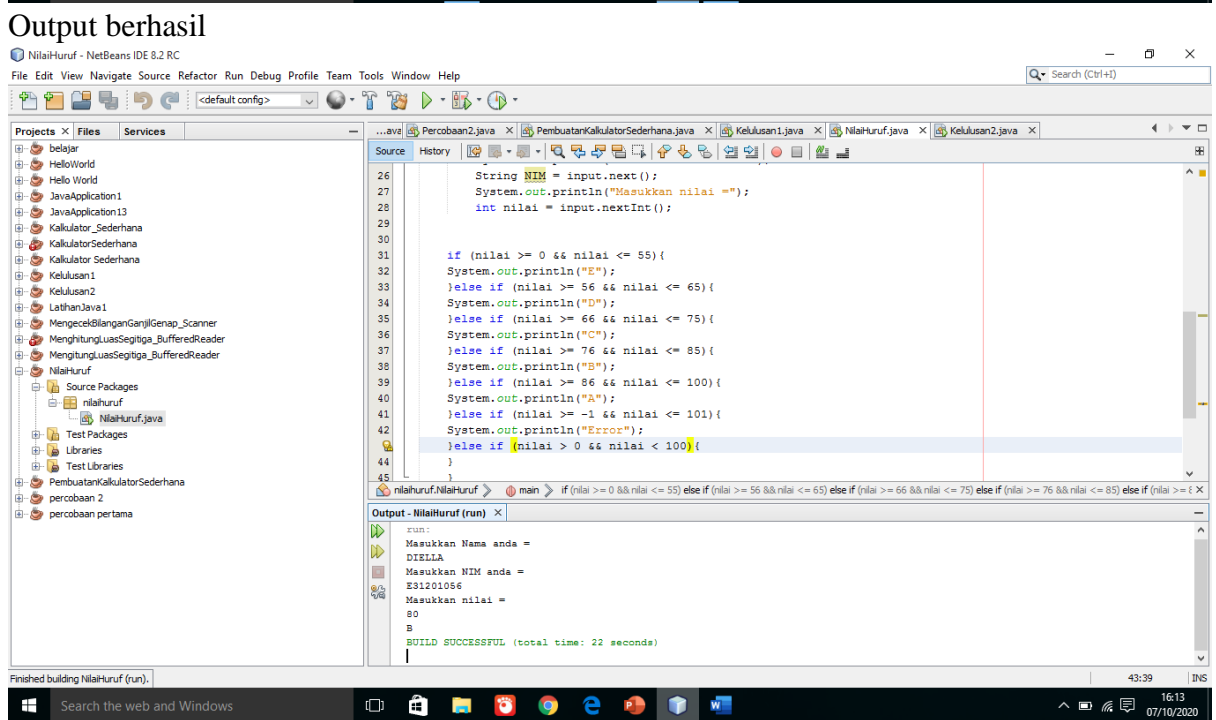 Output berhasil
NilaiHuruf - NetBeans IDE 8.2 RC
File Edit View Navigate Source Refactor Run Debug Profile Team Tools Window Help
Search (Ctrl+I)
<default config>
Projects Files Services
...ava Percobaan2.java PembuatanKalkulatorSederhana.java Kelulusan1.java NilaiHuruf.java Kelulusan2.java
Source History
belajar
HelloWorld
Hello World
JavaApplication1
JavaApplication13
Kalkulator_Sederhana
KalkulatorSederhana
Kalkulator Sederhana
Kelulusan1
Kelulusan2
LatihanJava1
MengecekBilanganGanjilGenap_Scanner
MenghitungLuasSegitiga_BufferedReader
MengitungLuasSegitiga_BufferedReader
NilaiHuruf
Source Packages
nilaihuruf
NilaiHuruf.java
Test Packages
Libraries
Test Libraries
PembuatanKalkulatorSederhana
percobaan 2
percobaan pertama
26 String NIM = input.next();
27 System.out.println("Masukkan nilai =");
28 int nilai = input.nextInt();
29
30
31 if (nilai >= 0 && nilai <= 55){
32 System.out.println("E");
33 }else if (nilai >= 56 && nilai <= 65){
34 System.out.println("D");
35 }else if (nilai >= 66 && nilai <= 75){
36 System.out.println("C");
37 }else if (nilai >= 76 && nilai <= 85){
38 System.out.println("B");
39 }else if (nilai >= 86 && nilai <= 100){
40 System.out.println("A");
41 }else if (nilai >= -1 && nilai <= 101){
42 System.out.println("Error");
}else if (nilai > 0 && nilai < 100){
44 }
45 }
nilaihuruf.NilaiHuruf main if (nilai >= 0 && nilai <= 55) else if (nilai >= 56 && nilai <= 65) else if (nilai >= 66 && nilai <= 75) else if (nilai >= 76 && nilai <= 85) else if (nilai >=
Output - NilaiHuruf (run)
run:
Masukkan Nama anda =
DIELLA
Masukkan NIM anda =
E31201056
Masukkan nilai =
80
B
BUILD SUCCESSFUL (total time: 22 seconds)
Finished building NilaiHuruf (run).
43:39 INS
Search the web and Windows
16:13
07/10/2020